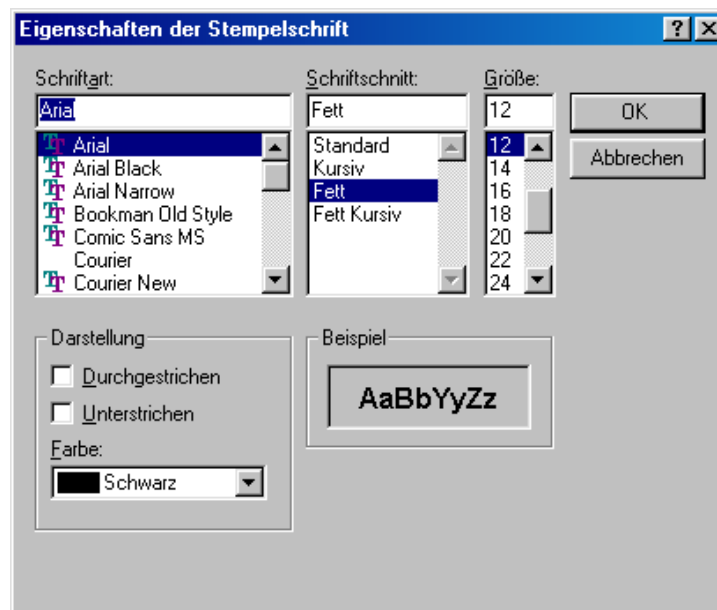 Eigenschaften der Stempelschrift
Schriftart:
Arial
Arial
Arial Black
Arial Narrow
Bookman Old Style
Comic Sans MS
Courier
Courier New
Schriftschnitt:
Fett
Standard
Kursiv
Fett
Fett Kursiv
Größe:
12
12
14
16
18
20
22
24
OK
Abbrechen
Darstellung
Durchgestrichen
Unterstrichen
Farbe:
Schwarz
Beispiel
AaBbYyZz